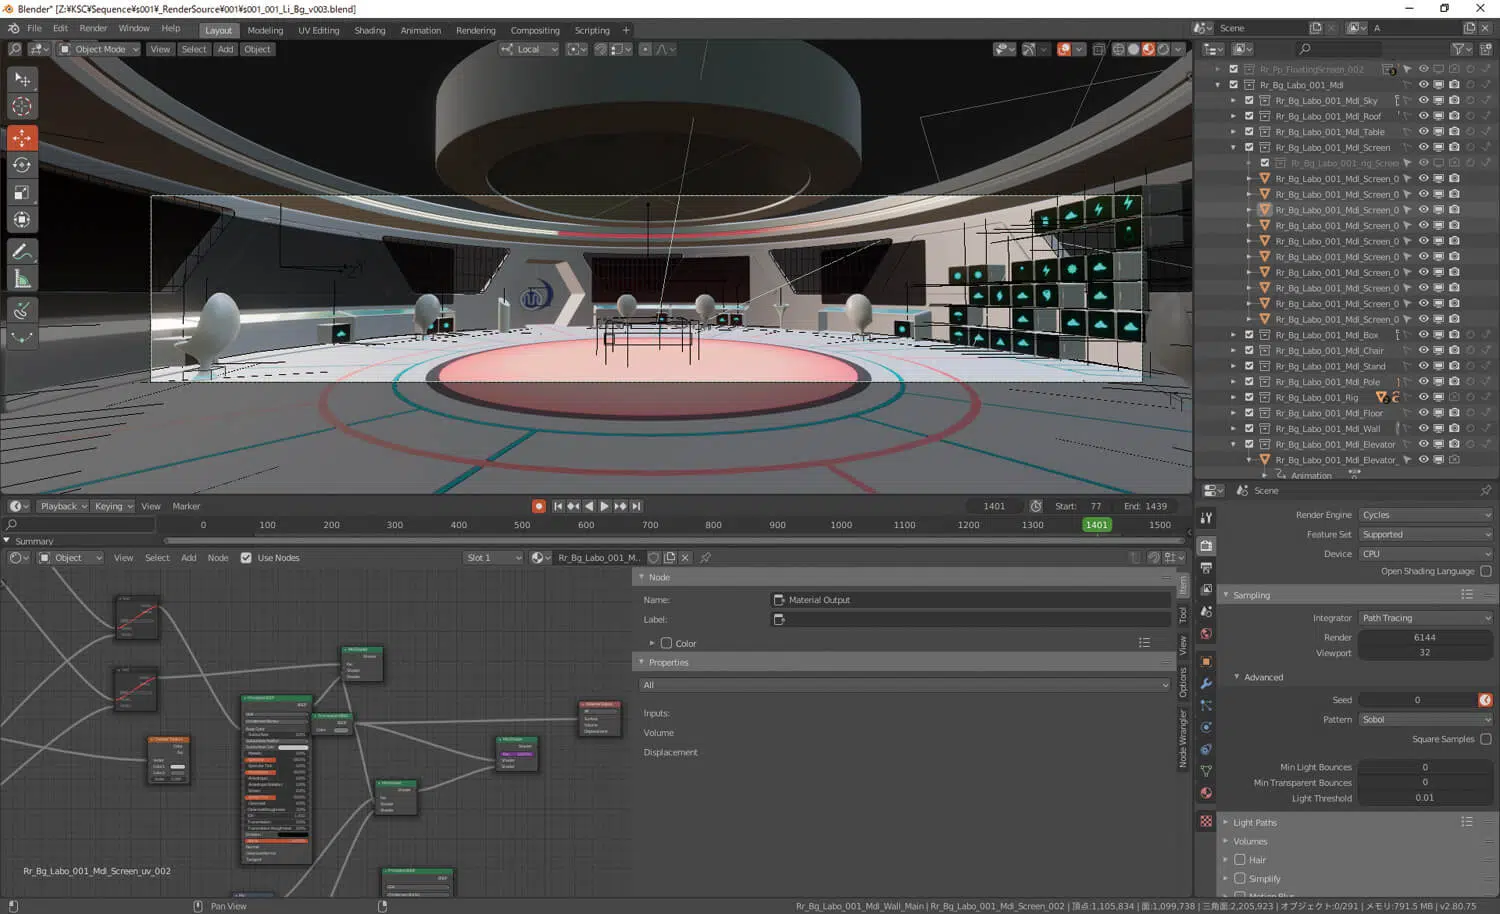 Blender* [Z:¥KSC¥Sequence¥s001¥_RenderSource¥001¥s001_001_Li_Bg_v003.blend]
File Edit Render Window Help Layout Modeling UV Editing Shading Animation Rendering Compositing Scripting + Scene A
Object Mode View Select Add Object Local
Rr_Pp_FloatingScreen_002
Rr_Bg_Labo_001_Mdl
Rr_Bg_Labo_001_Mdl_Sky
Rr_Bg_Labo_001_Mdl_Roof
Rr_Bg_Labo_001_Mdl_Table
Rr_Bg_Labo_001_Mdl_Screen
Rr_Bg_Labo_001_rig_Scree
Rr_Bg_Labo_001_Mdl_Screen_0
Rr_Bg_Labo_001_Mdl_Screen_0
Rr_Bg_Labo_001_Mdl_Screen_0
Rr_Bg_Labo_001_Mdl_Screen_0
Rr_Bg_Labo_001_Mdl_Screen_0
Rr_Bg_Labo_001_Mdl_Screen_0
Rr_Bg_Labo_001_Mdl_Screen_0
Rr_Bg_Labo_001_Mdl_Screen_0
Rr_Bg_Labo_001_Mdl_Screen_0
Rr_Bg_Labo_001_Mdl_Screen_0
Rr_Bg_Labo_001_Mdl_Box
Rr_Bg_Labo_001_Mdl_Chair
Rr_Bg_Labo_001_Mdl_Stand
Rr_Bg_Labo_001_Mdl_Pole
Rr_Bg_Labo_001_Rig
Rr_Bg_Labo_001_Mdl_Floor
Rr_Bg_Labo_001_Mdl_Wall
Rr_Bg_Labo_001_Mdl_Elevator
Rr_Bg_Labo_001_Mdl_Elevator_
Animation
Playback Keying View Marker 1401 Start: 77 End: 1439
0 100 200 300 400 500 600 700 800 900 1000 1100 1200 1300 1401 1500
Summary
Object View Select Add Node Use Nodes Slot 1 Rr_Bg_Labo_001_M..
Node
Name: Material Output
Label:
Color
Properties
All
Inputs:
Volume
Displacement
Item
Tool
View
Options
Node Wrangler
Scene
Render Engine Cycles
Feature Set Supported
Device CPU
Open Shading Language
Sampling
Integrator Path Tracing
Render 6144
Viewport 32
Advanced
Seed 0
Pattern Sobol
Square Samples
Min Light Bounces 0
Min Transparent Bounces 0
Light Threshold 0.01
Light Paths
Volumes
Hair
Simplify
Motion Blur
Rr_Bg_Labo_001_Mdl_Screen_uv_002
Pan View
Rr_Bg_Labo_001_Mdl_Wall_Main | Rr_Bg_Labo_001_Mdl_Screen_002 | 頂点:1,105,834 | 面:1,099,738 | 三角面:2,205,923 | オブジェクト:0/291 | メモリ:791.5 MB | v2.80.75